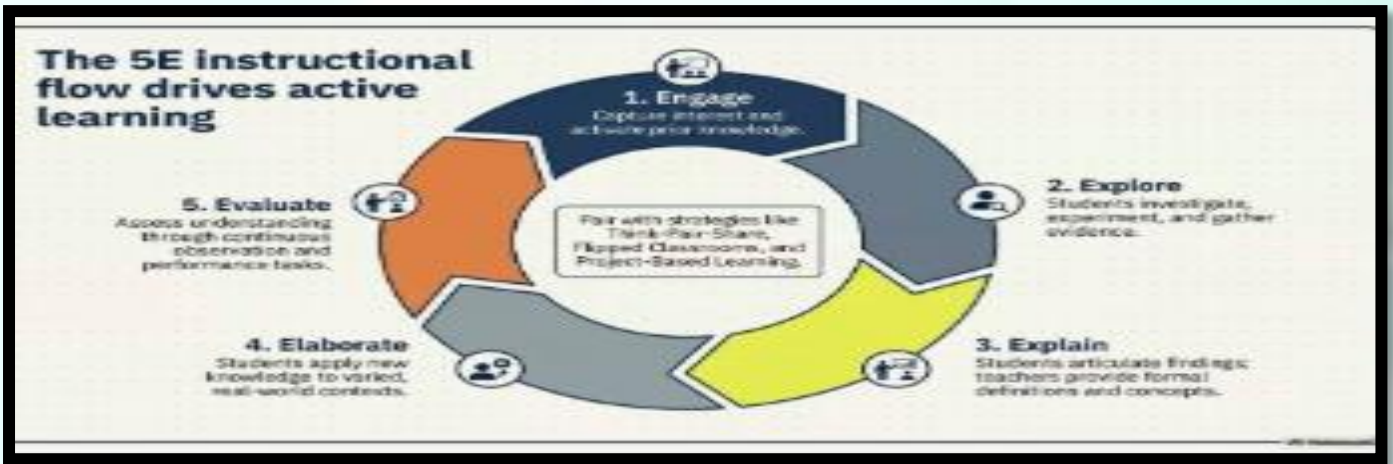 The 5E instructional
flow drives active
learning
1. Engage
Capture interest and
activate prior knowledge.
2. Explore
Students investigate,
experiment, and gather
evidence.
3. Explain
Students articulate findings;
teachers provide formal
definitions and concepts.
4. Elaborate
Students apply new
knowledge to varied,
real-world contexts.
5. Evaluate
Assess understanding
through continuous
observation and
performance tasks.
Pair with strategies like
Think-Pair-Share,
Flipped Classrooms, and
Project-Based Learning.